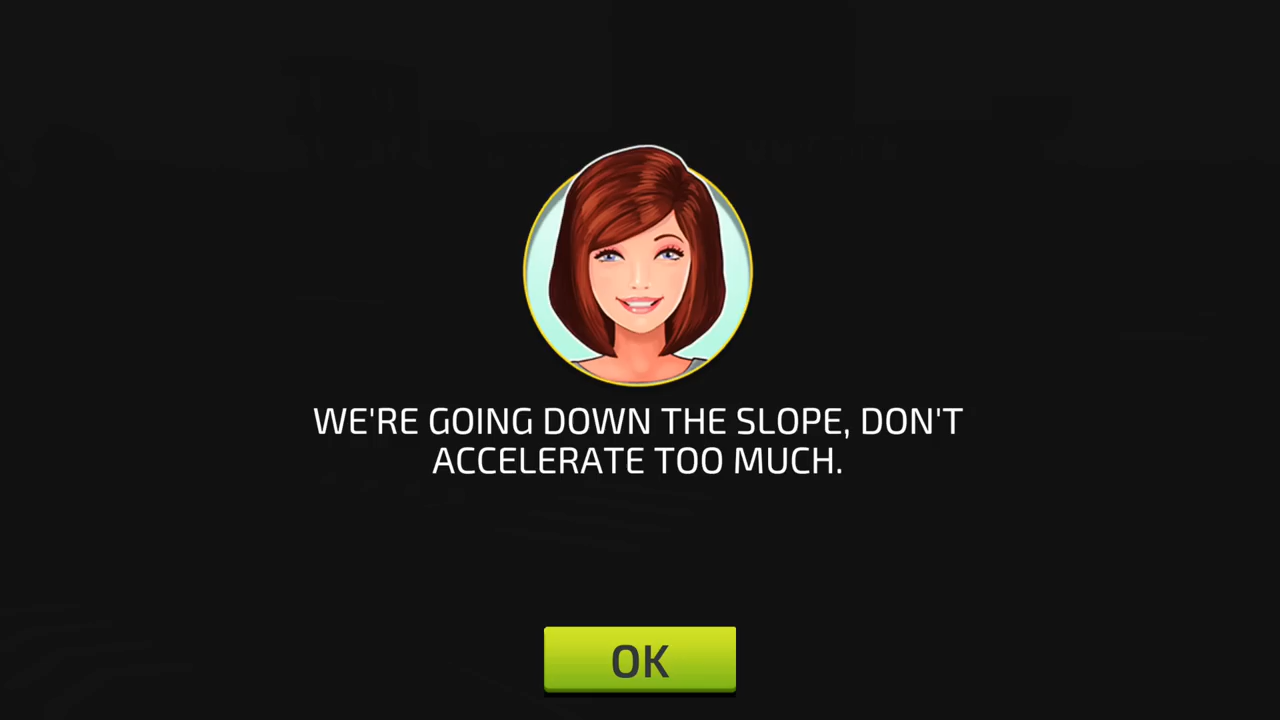 WE'RE GOING DOWN THE SLOPE, DON'T
ACCELERATE TOO MUCH.
OK